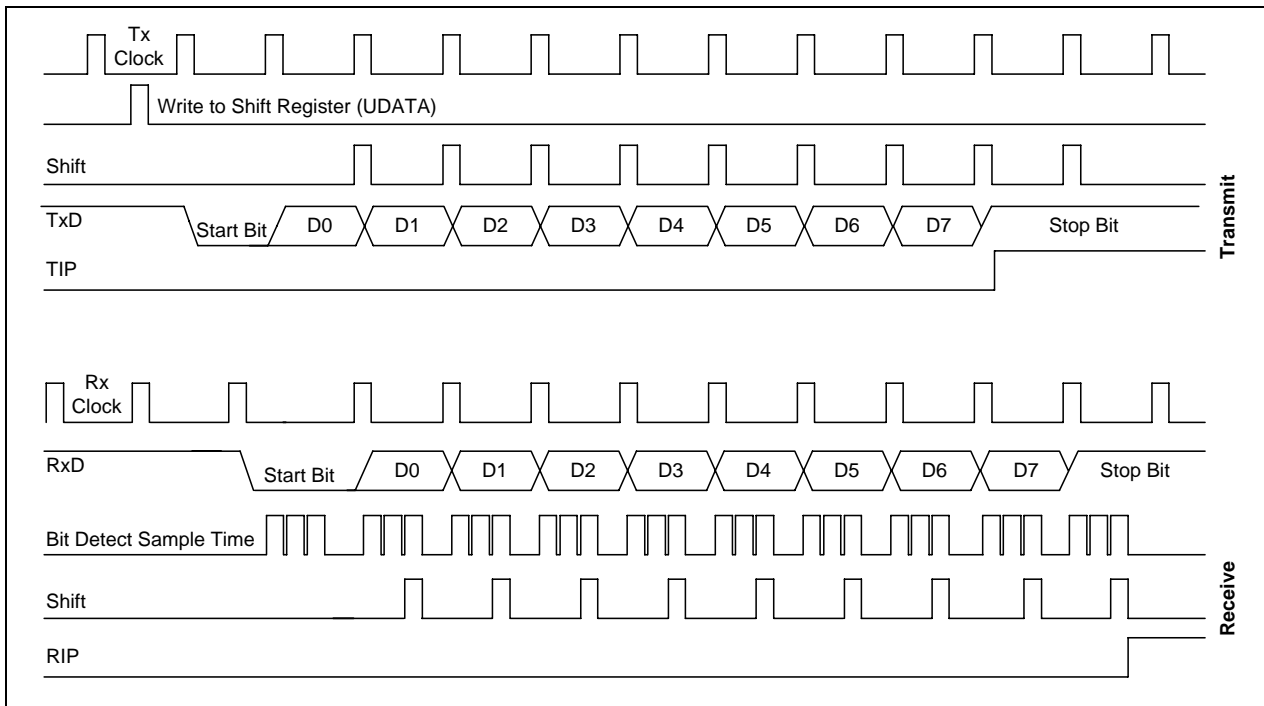 Tx
Clock
Write to Shift Register (UDATA)
Shift
TxD
Start Bit
D0
D1
D2
D3
D4
D5
D6
D7
Stop Bit
TIP
Transmit
Rx
Clock
RxD
Start Bit
D0
D1
D2
D3
D4
D5
D6
D7
Stop Bit
Bit Detect Sample Time
Shift
RIP
Receive